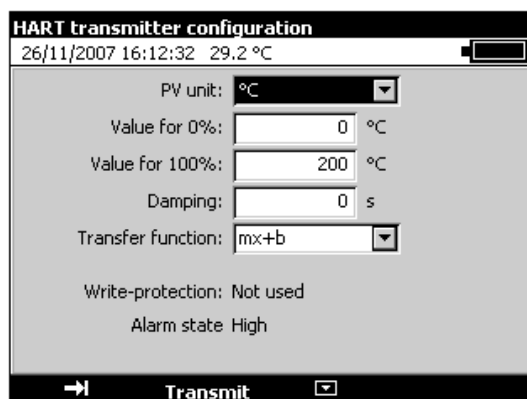 HART transmitter configuration
26/11/2007 16:12:32 29.2 °C
PV unit: °C
Value for 0%: 0 °C
Value for 100%: 200 °C
Damping: 0 s
Transfer function: mx+b
Write-protection: Not used
Alarm state High
Transmit